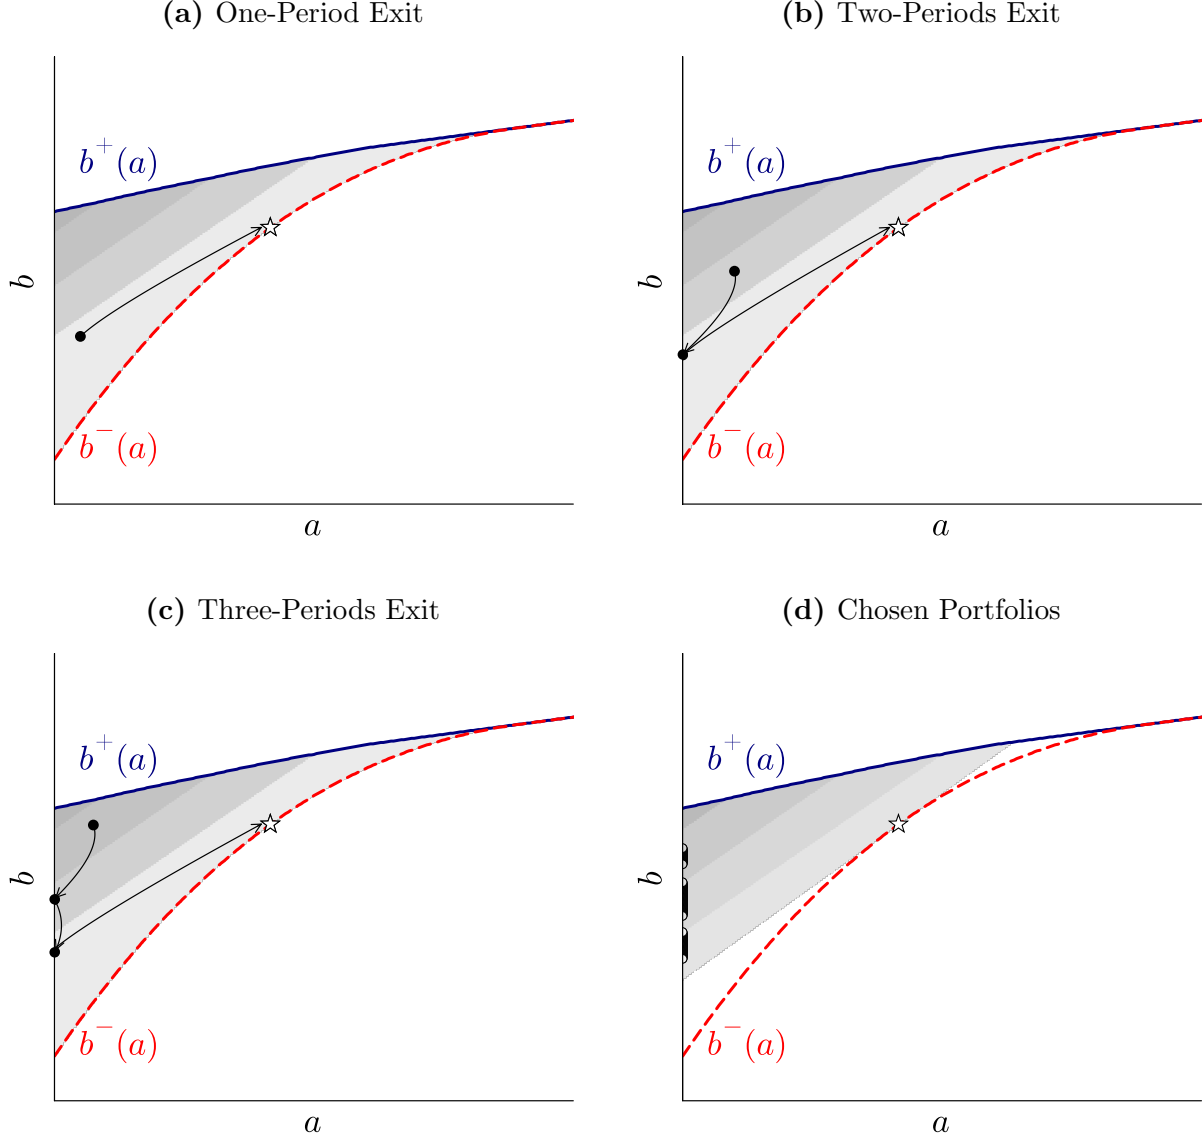 (a) One-Period Exit
b⁺(a)
b⁻(a)
b
a
(b) Two-Periods Exit
b⁺(a)
b⁻(a)
b
a
(c) Three-Periods Exit
b⁺(a)
b⁻(a)
b
a
(d) Chosen Portfolios
b⁺(a)
b⁻(a)
b
a